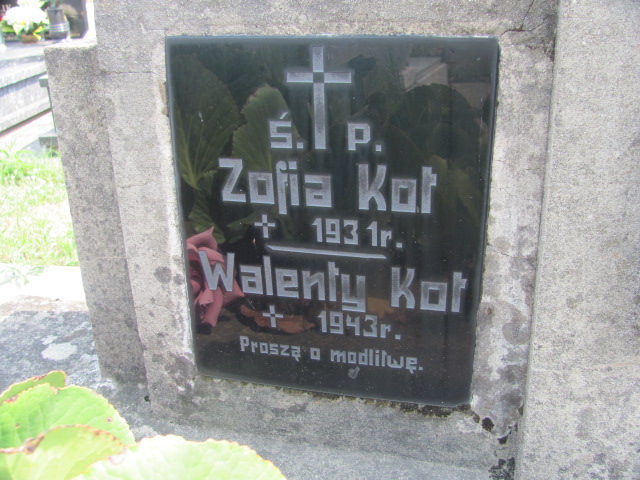 ś. p.
Zofia Kot
+ 1931r.
Walenty Kot
+ 1943r.
Proszą o modlitwę.